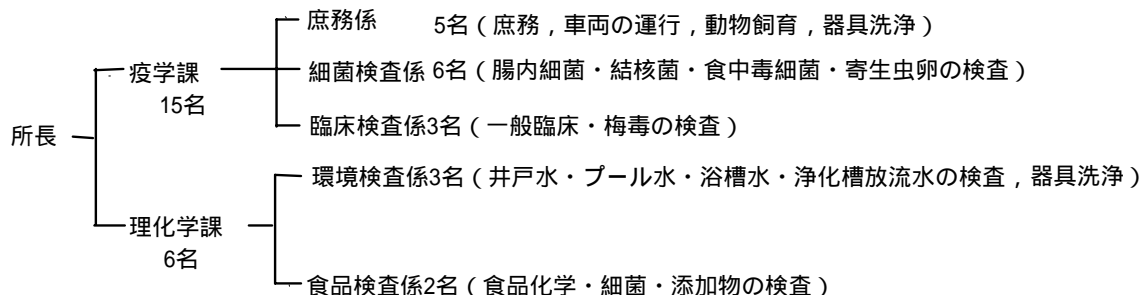 庶務係 5名(庶務,車両の運行,動物飼育,器具洗浄)
疫学課
細菌検査係 6名(腸内細菌・結核菌・食中毒細菌・寄生虫卵の検査)
15名
臨床検査係3名(一般臨床・梅毒の検査)
所長
環境検査係3名(井戸水・プール水・浴槽水・浄化槽放流水の検査,器具洗浄)
理化学課
6名
食品検査係2名(食品化学・細菌・添加物の検査)